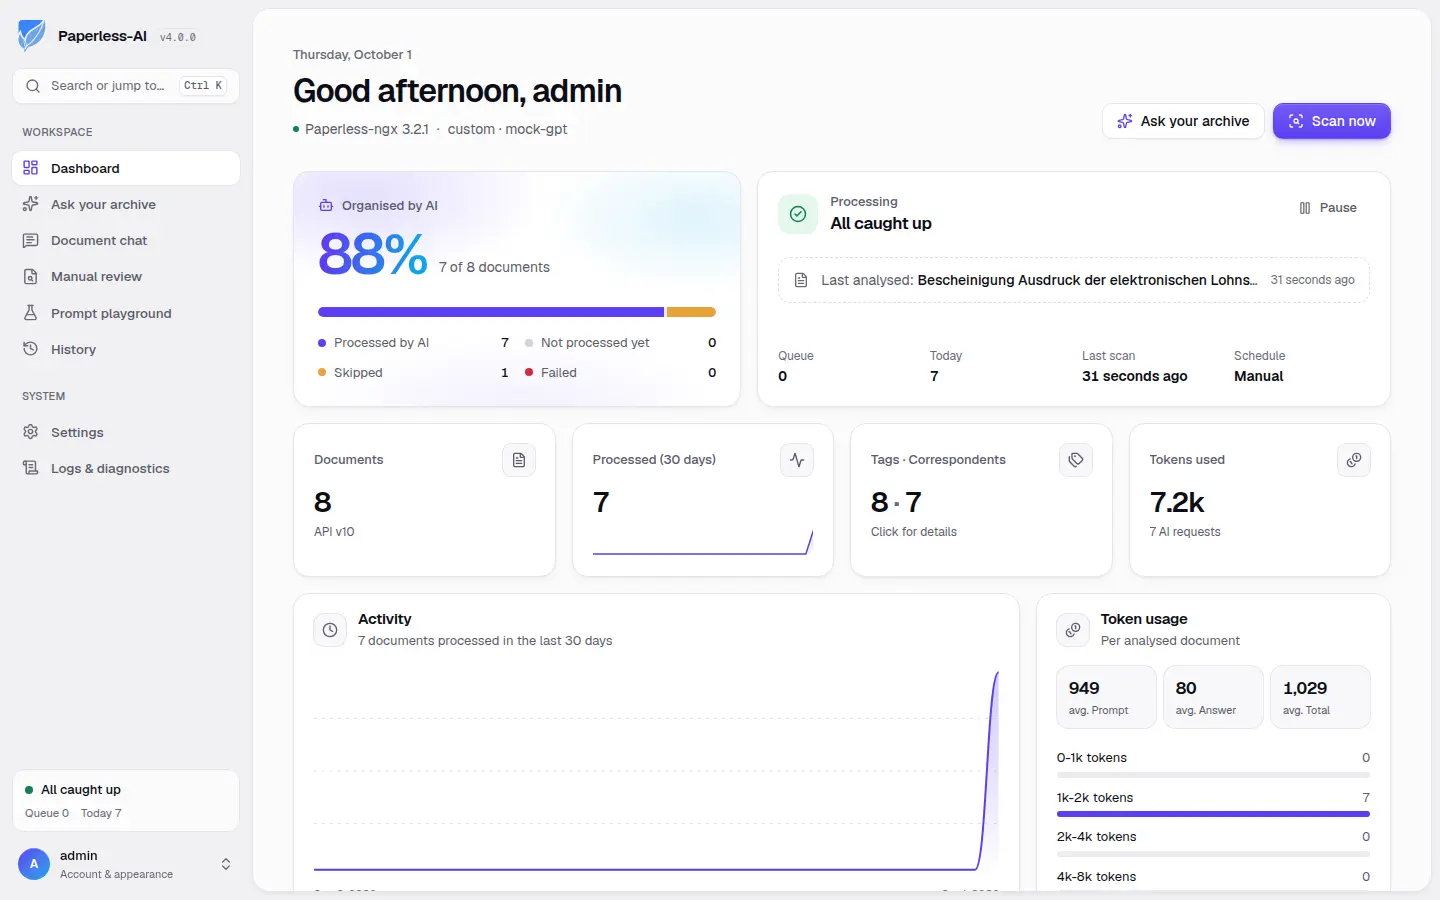 Paperless-AI v4.0.0
Search or jump to... Ctrl K
WORKSPACE
Dashboard
Ask your archive
Document chat
Manual review
Prompt playground
History
SYSTEM
Settings
Logs & diagnostics
All caught up
Queue 0 Today 7
A
admin
Account & appearance
Thursday, October 1
Good afternoon, admin
Paperless-ngx 3.2.1 · custom · mock-gpt
Ask your archive
Scan now
Organised by AI
88% 7 of 8 documents
Processed by AI 7
Not processed yet 0
Skipped 1
Failed 0
Processing
All caught up
Pause
Last analysed: Bescheinigung Ausdruck der elektronischen Lohns... 31 seconds ago
Queue
0
Today
7
Last scan
31 seconds ago
Schedule
Manual
Documents
8
API v10
Processed (30 days)
7
Tags · Correspondents
8 · 7
Click for details
Tokens used
7.2k
7 AI requests
Activity
7 documents processed in the last 30 days
Token usage
Per analysed document
949
avg. Prompt
80
avg. Answer
1,029
avg. Total
0-1k tokens 0
1k-2k tokens 7
2k-4k tokens 0
4k-8k tokens 0